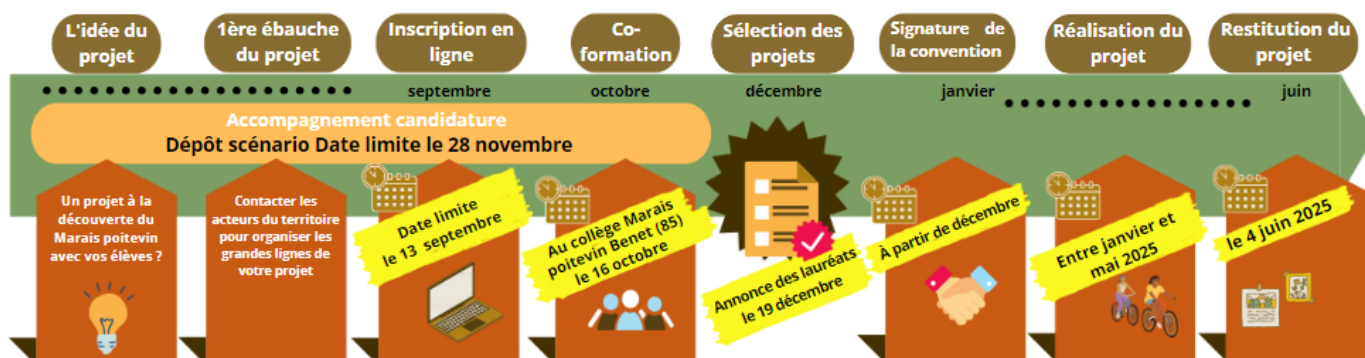 L'idée du
projet
1ère ébauche
du projet
Inscription en
ligne
Co-
formation
Sélection des
projets
Signature de
la convention
Réalisation du
projet
Restitution du
projet
septembre
octobre
décembre
janvier
juin
Accompagnement candidature
Dépôt scénario Date limite le 28 novembre
Un projet à la
découverte du
Marais poitevin
avec vos élèves ?
Contacter les
acteurs du territoire
pour organiser les
grandes lignes de
votre projet
Date limite
le 13 septembre
Au collège Marais
poitevin Benet (85)
le 16 octobre
Annonce des lauréats
le 19 décembre
À partir de décembre
Entre janvier et
mai 2025
le 4 juin 2025